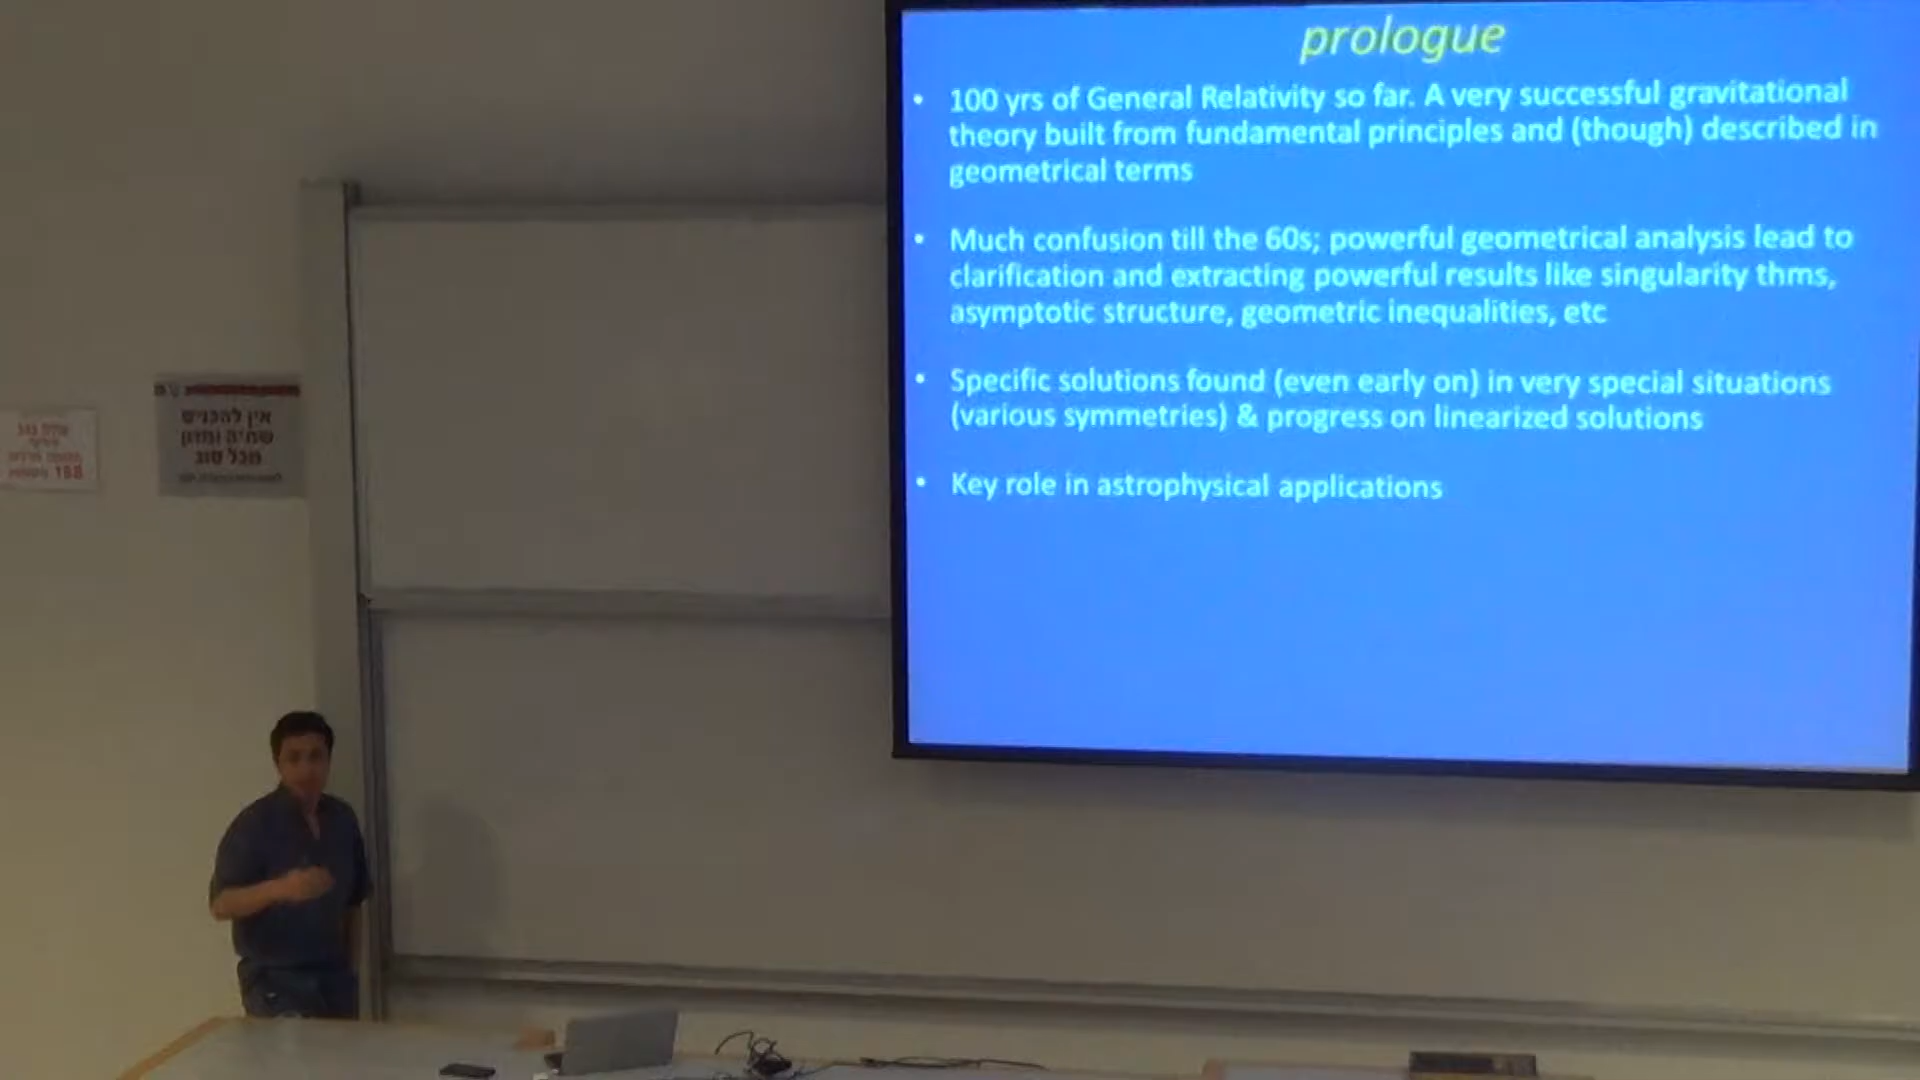 prologue
• 100 yrs of General Relativity so far. A very successful gravitational
theory built from fundamental principles and (though) described in
geometrical terms
• Much confusion till the 60s; powerful geometrical analysis lead to
clarification and extracting powerful results like singularity thms,
asymptotic structure, geometric inequalities, etc
• Specific solutions found (even early on) in very special situations
(various symmetries) & progress on linearized solutions
• Key role in astrophysical applications
אין להכניס
שתיה ומזון
מכל סוג
188